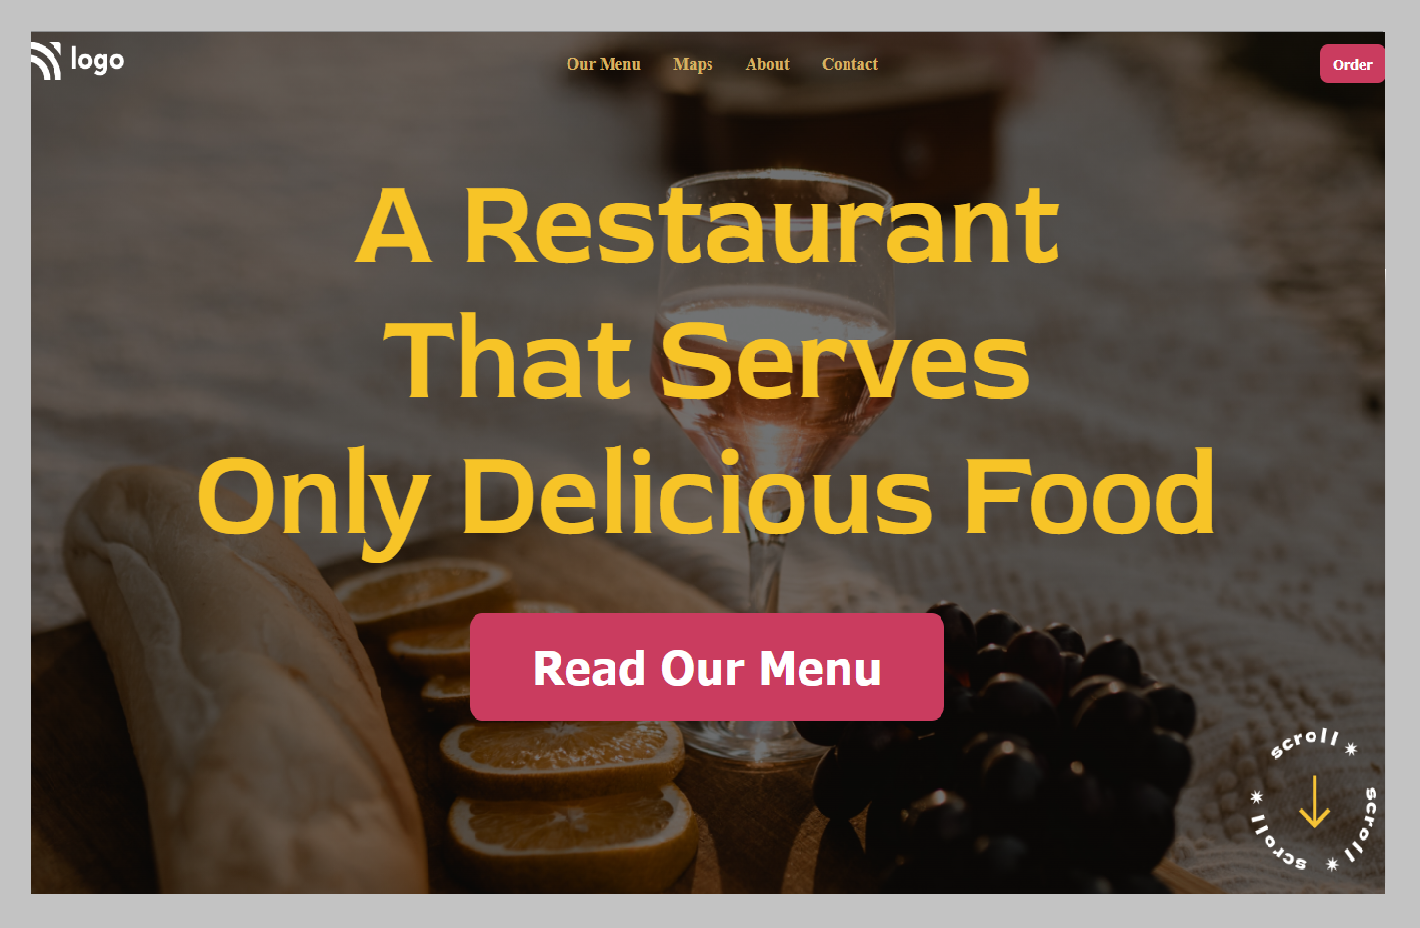 logo
Our Menu Maps About Contact
Order
A Restaurant
That Serves
Only Delicious Food
Read Our Menu
scroll * scroll * scroll scroll *